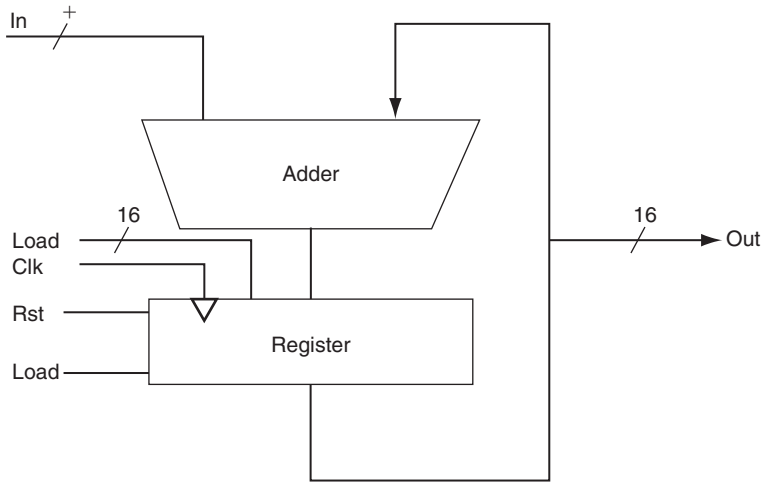 In
+
Adder
16
16
Load
Out
Clk
Rst
Register
Load